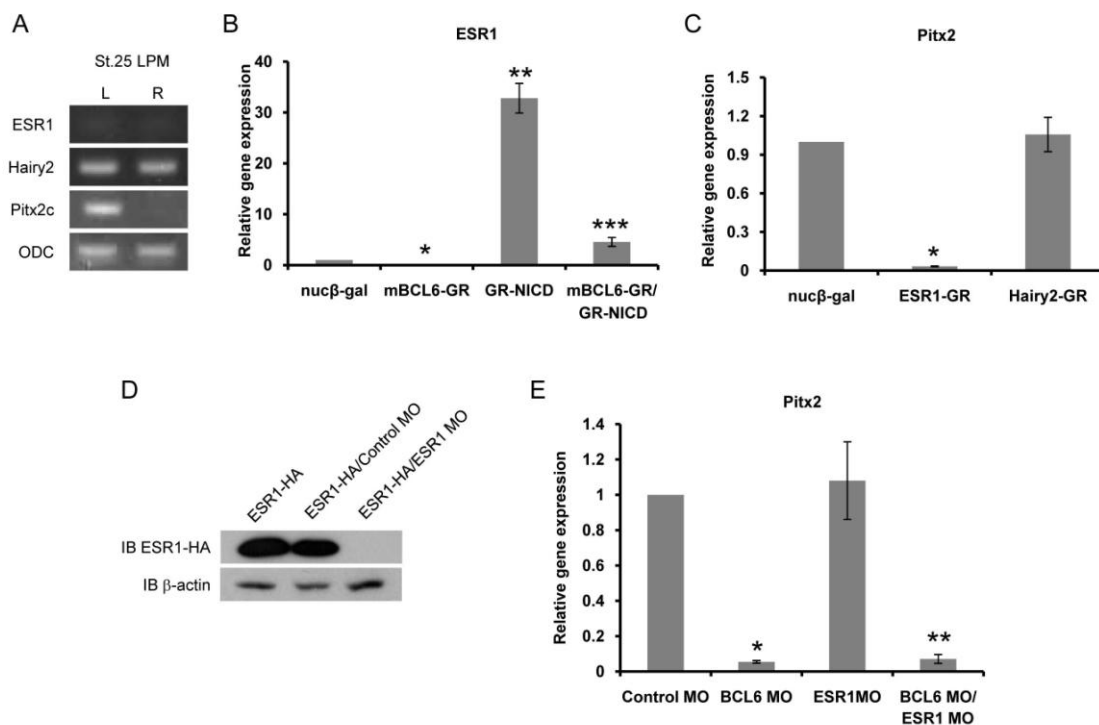 A
St.25 LPM
L R
ESR1
Hairy2
Pitx2c
ODC
B
ESR1
Relative gene expression
40
30
20
10
0
*
**
***
nucβ-gal mBCL6-GR GR-NICD mBCL6-GR/
GR-NICD
C
Pitx2
Relative gene expression
1.5
1.2
0.9
0.6
0.3
0
*
nucβ-gal ESR1-GR Hairy2-GR
D
ESR1-HA
ESR1-HA/Control MO
ESR1-HA/ESR1 MO
IB ESR1-HA
IB β-actin
E
Pitx2
Relative gene expression
1.4
1.2
1
0.8
0.6
0.4
0.2
0
*
**
Control MO BCL6 MO ESR1MO BCL6 MO/
ESR1 MO